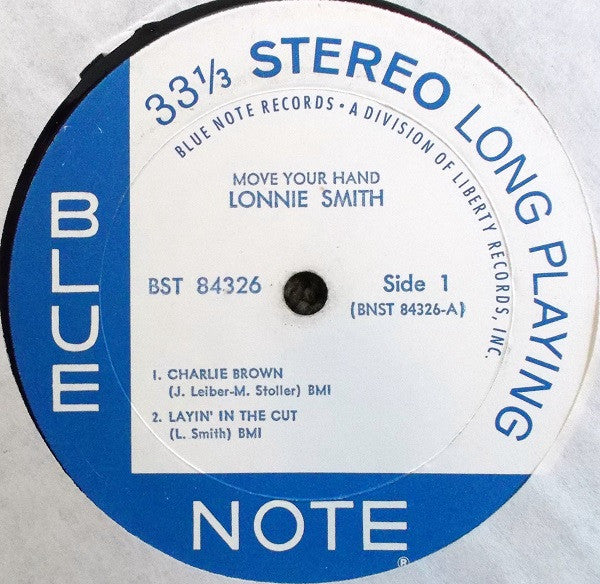 33⅓ STEREO LONG PLAYING
BLUE NOTE RECORDS • A DIVISION OF LIBERTY RECORDS, INC.
MOVE YOUR HAND
LONNIE SMITH
BST 84326
Side 1
(BNST 84326-A)
1. CHARLIE BROWN
(J. Leiber-M. Stoller) BMI
2. LAYIN' IN THE CUT
(L. Smith) BMI
BLUE
NOTE®